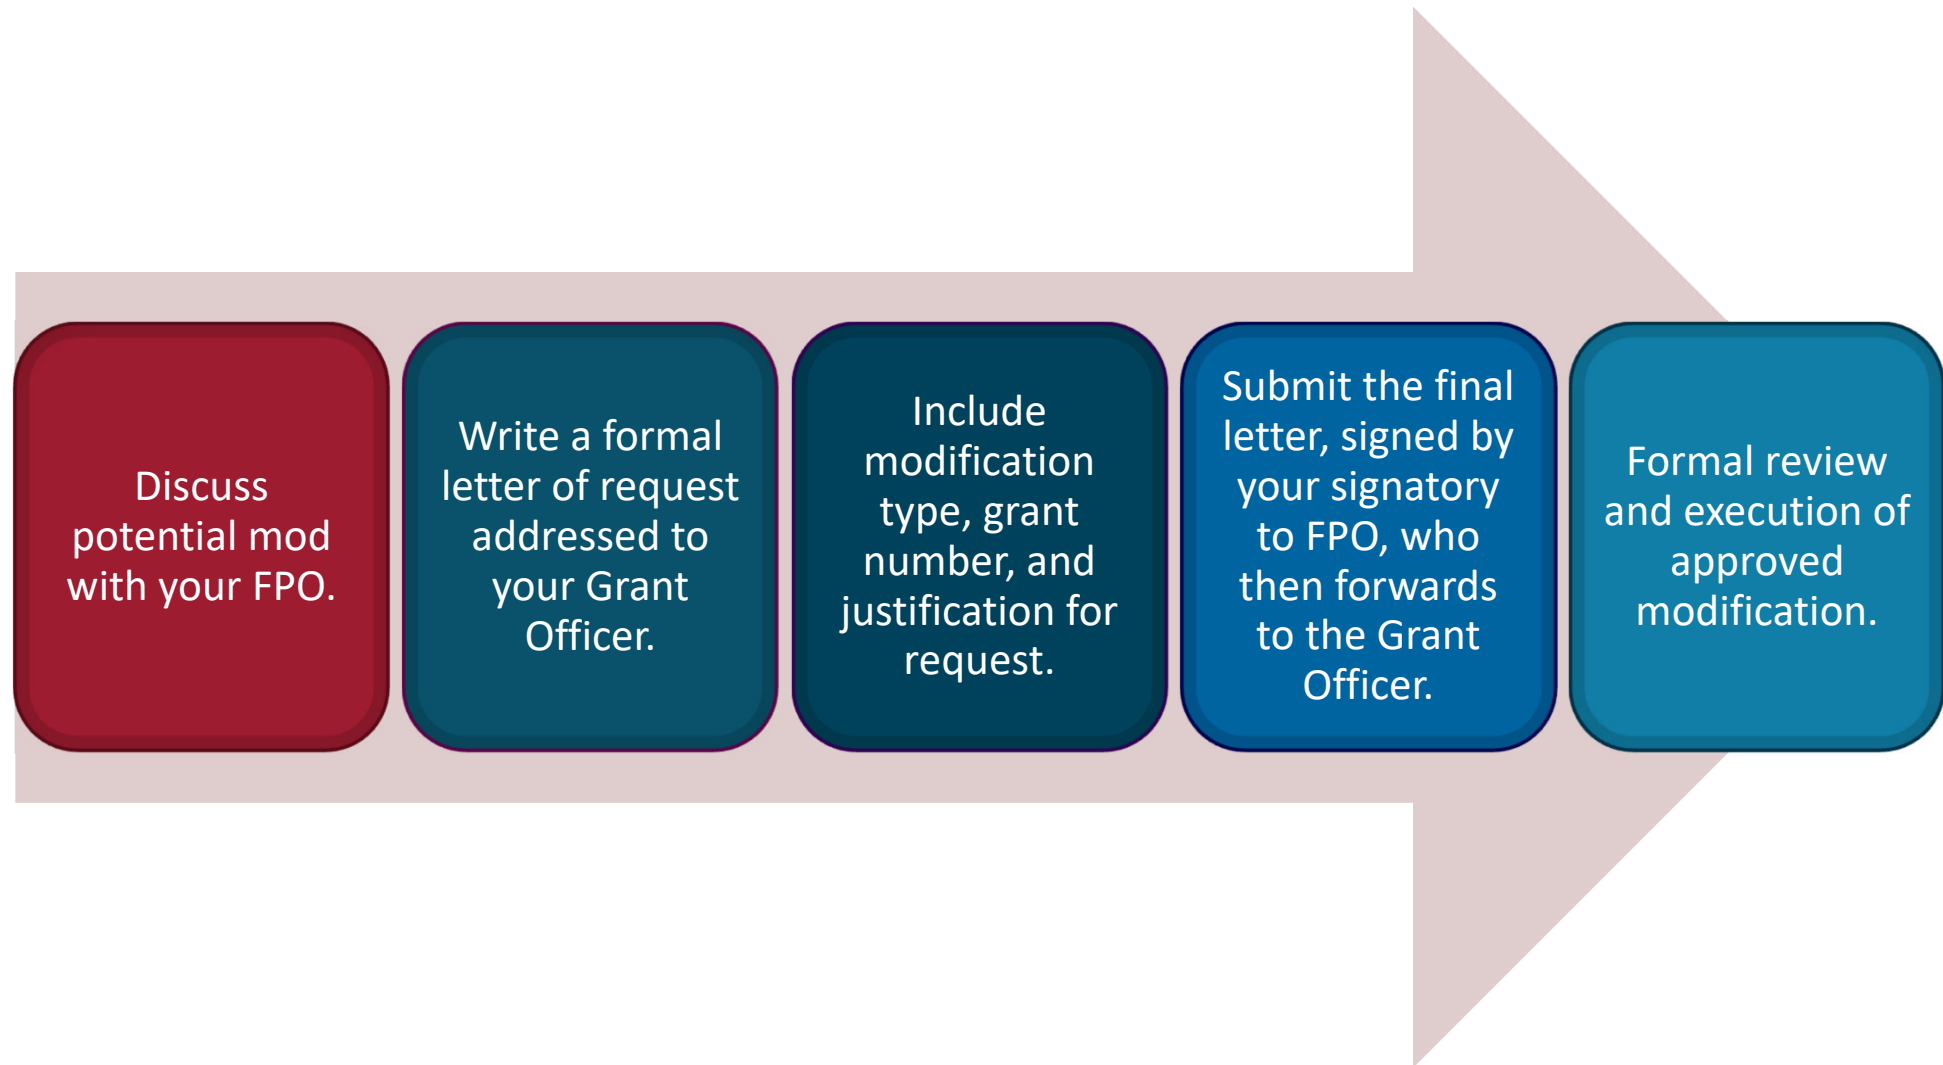 Discuss
potential mod
with your FPO.
Write a formal
letter of request
addressed to
your Grant
Officer.
Include
modification
type, grant
number, and
justification for
request.
Submit the final
letter, signed by
your signatory
to FPO, who
then forwards
to the Grant
Officer.
Formal review
and execution of
approved
modification.